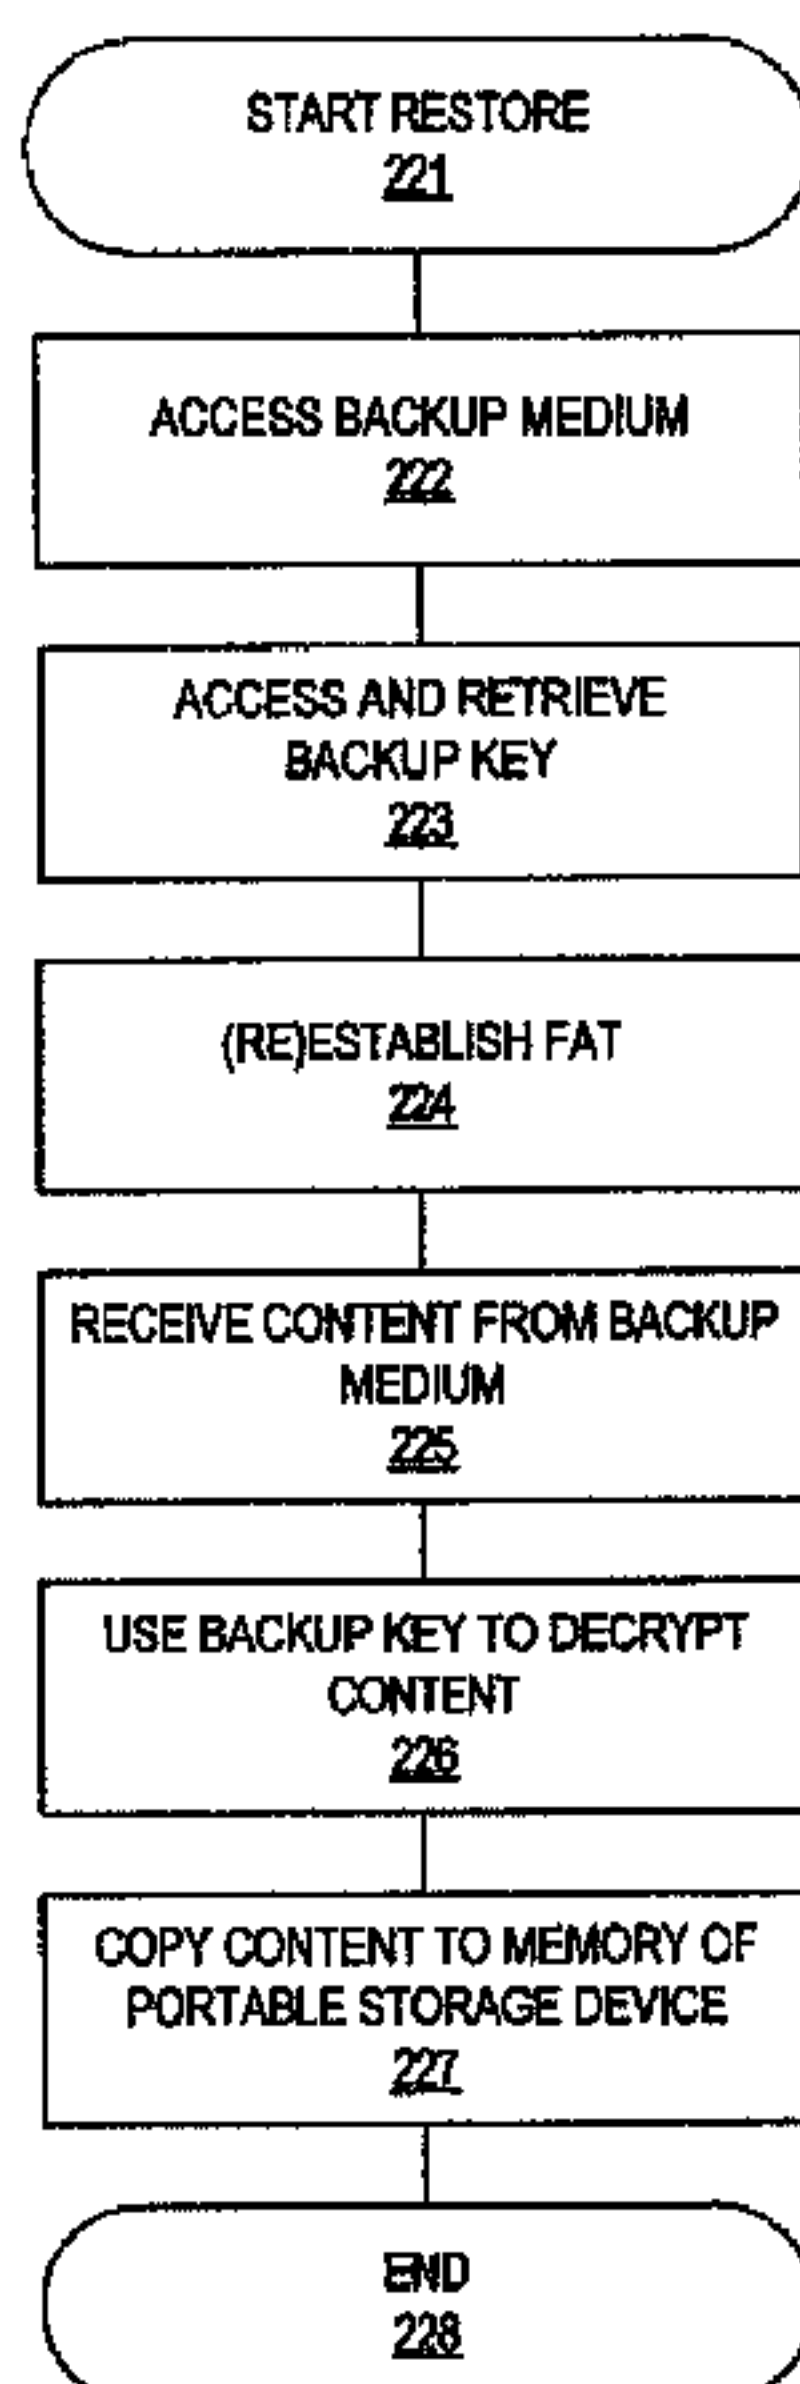 START RESTORE
221
ACCESS BACKUP MEDIUM
222
ACCESS AND RETRIEVE
BACKUP KEY
223
(RE)ESTABLISH FAT
224
RECEIVE CONTENT FROM BACKUP
MEDIUM
225
USE BACKUP KEY TO DECRYPT
CONTENT
226
COPY CONTENT TO MEMORY OF
PORTABLE STORAGE DEVICE
227
END
228